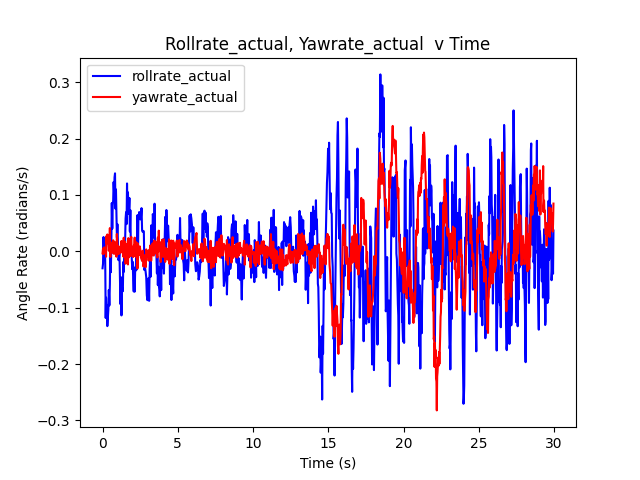 Rollrate_actual, Yawrate_actual  v Time
rollrate_actual
yawrate_actual
Angle Rate (radians/s)
0.3
0.2
0.1
0.0
−0.1
−0.2
−0.3
0 5 10 15 20 25 30
Time (s)